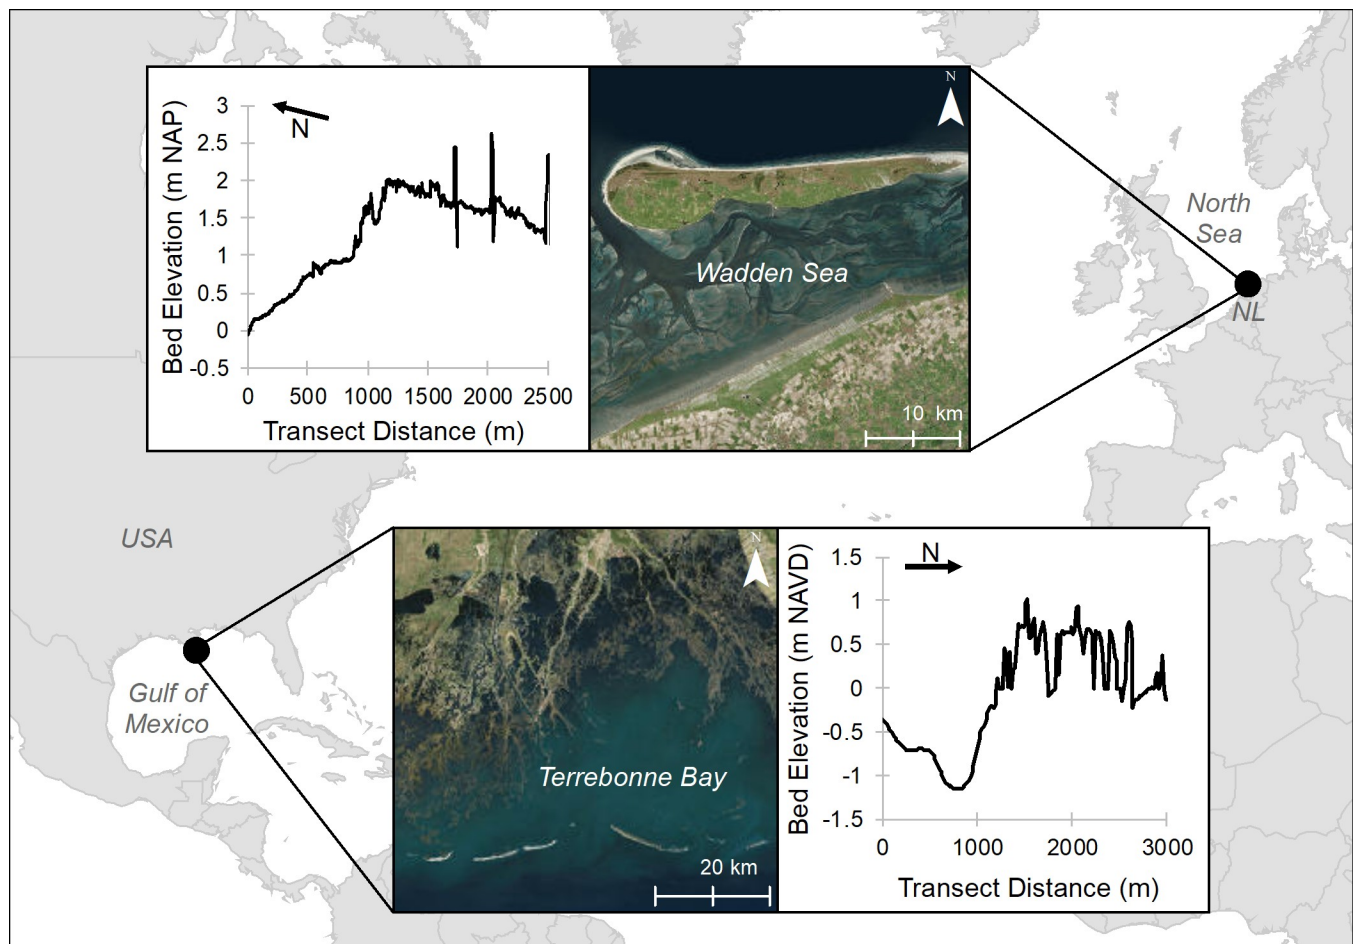 Bed Elevation (m NAP)
3
2.5
2
1.5
1
0.5
0
-0.5
N
0 500 1000 1500 2000 2500
Transect Distance (m)
N
Wadden Sea
10 km
North
Sea
NL
USA
Gulf of
Mexico
N
Terrebonne Bay
20 km
Bed Elevation (m NAVD)
1.5
1
0.5
0
-0.5
-1
-1.5
N
0 1000 2000 3000
Transect Distance (m)